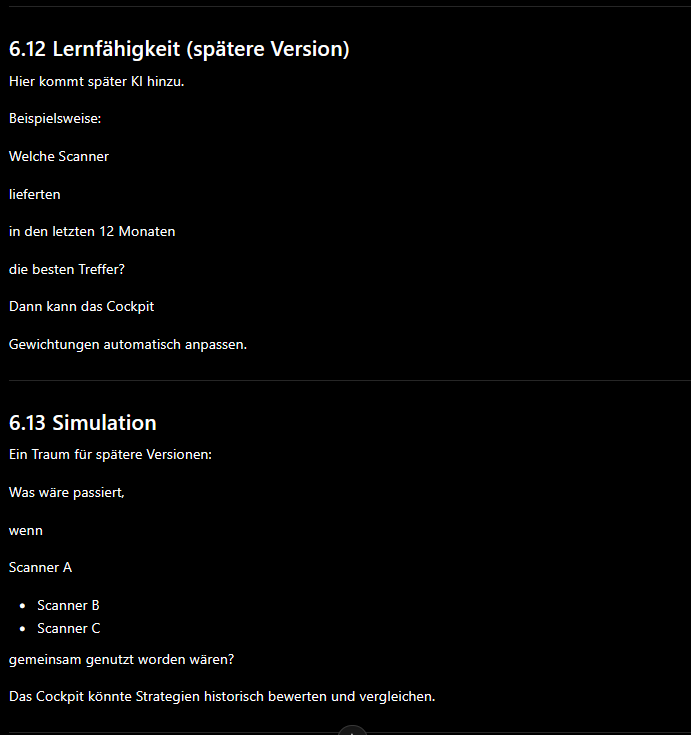 6.12 Lernfähigkeit (spätere Version)
Hier kommt später KI hinzu.
Beispielsweise:
Welche Scanner
lieferten
in den letzten 12 Monaten
die besten Treffer?
Dann kann das Cockpit
Gewichtungen automatisch anpassen.
6.13 Simulation
Ein Traum für spätere Versionen:
Was wäre passiert,
wenn
Scanner A
• Scanner B
• Scanner C
gemeinsam genutzt worden wären?
Das Cockpit könnte Strategien historisch bewerten und vergleichen.